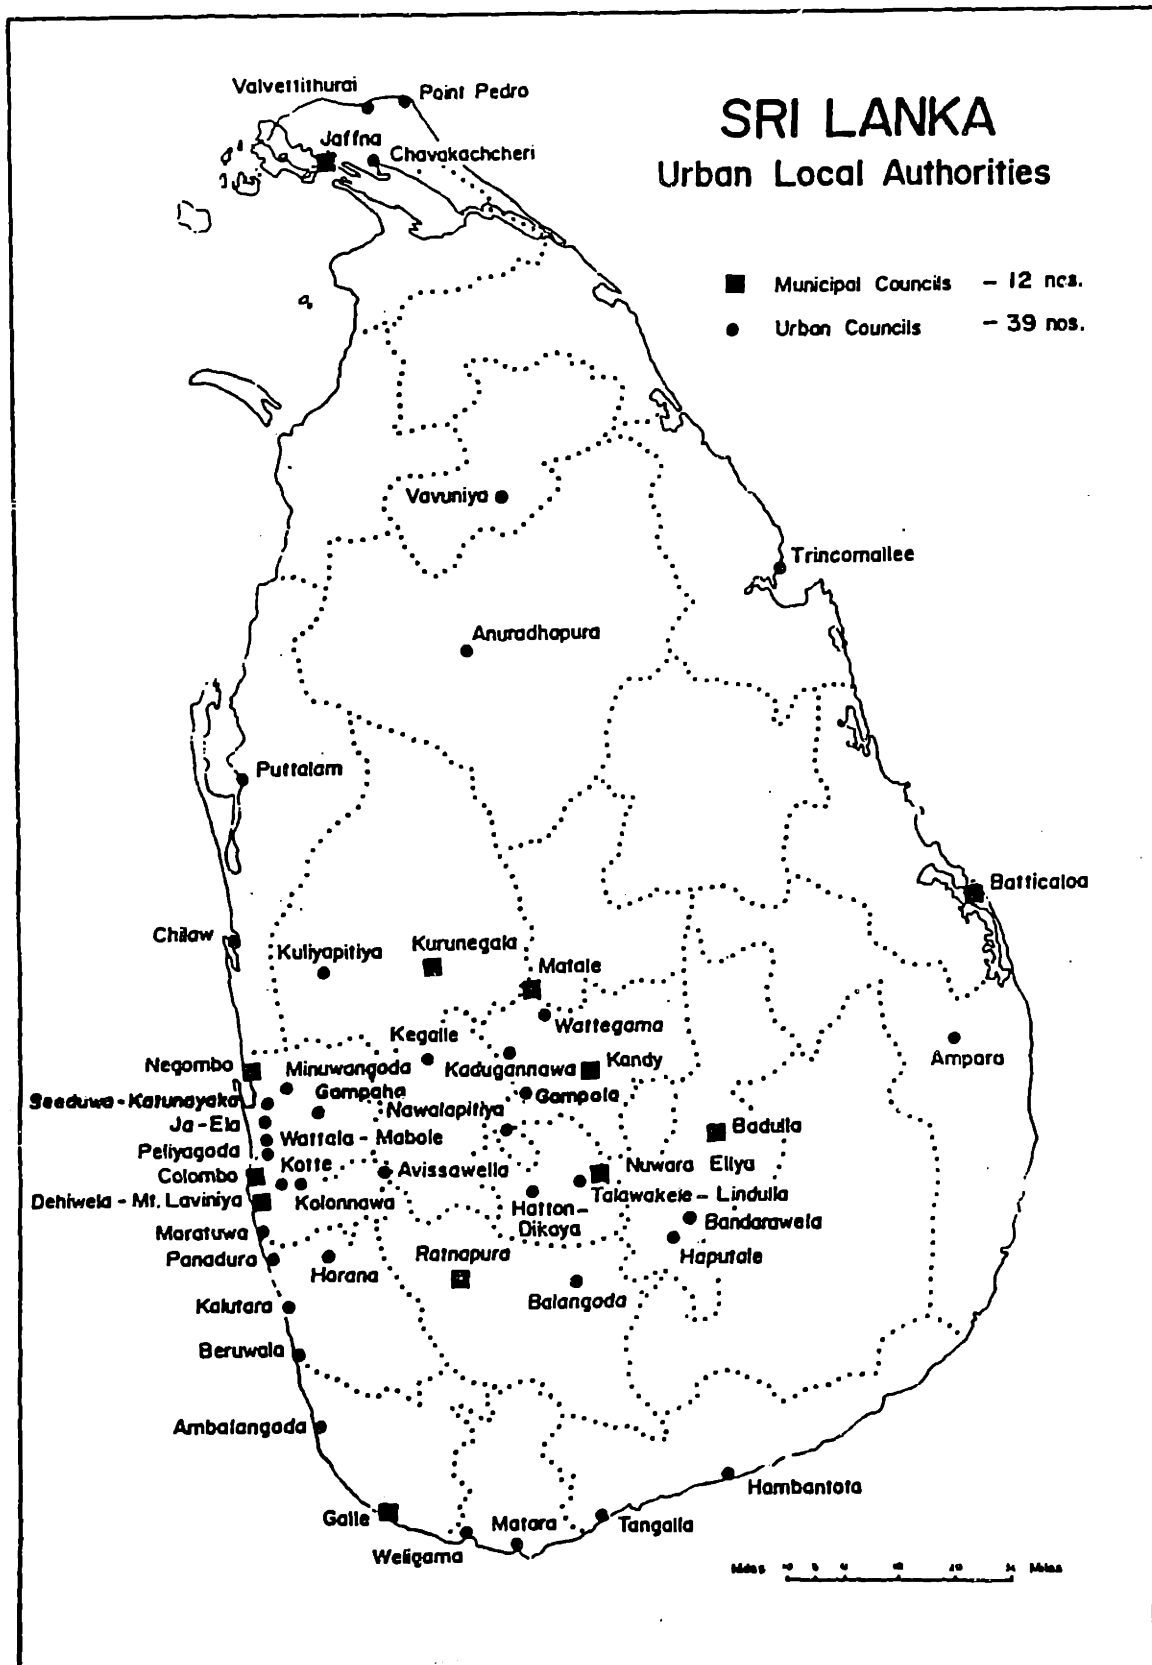 Valvettithurai
Point Pedro
SRI LANKA
Urban Local Authorities
Jaffna
Chavakachcheri
Municipal Councils - 12 nos.
Urban Councils - 39 nos.
Vavuniya
Trincomallee
Anuradhapura
Puttalam
Batticaloa
Chilaw
Kuliyapitiya
Kurunegala
Matale
Wattegama
Kegalle
Ampara
Negombo
Minuwangoda
Kadugannawa
Kandy
Seeduwa-Katunayaka
Gampaha
Nawalapitiya
Gampola
Ja-Ela
Wattala - Mabole
Badulla
Peliyagoda
Kotte
Avissawella
Nuwara Eliya
Colombo
Dehiwela - Mt. Laviniya
Kolonnawa
Talawakele - Lindulla
Hatton-
Dikoya
Bandarawela
Moratuwa
Panadura
Horana
Ratnapura
Haputale
Balangoda
Kalutara
Beruwala
Ambalangoda
Hambantota
Galle
Matara
Tangalla
Weligama
Miles
Miles